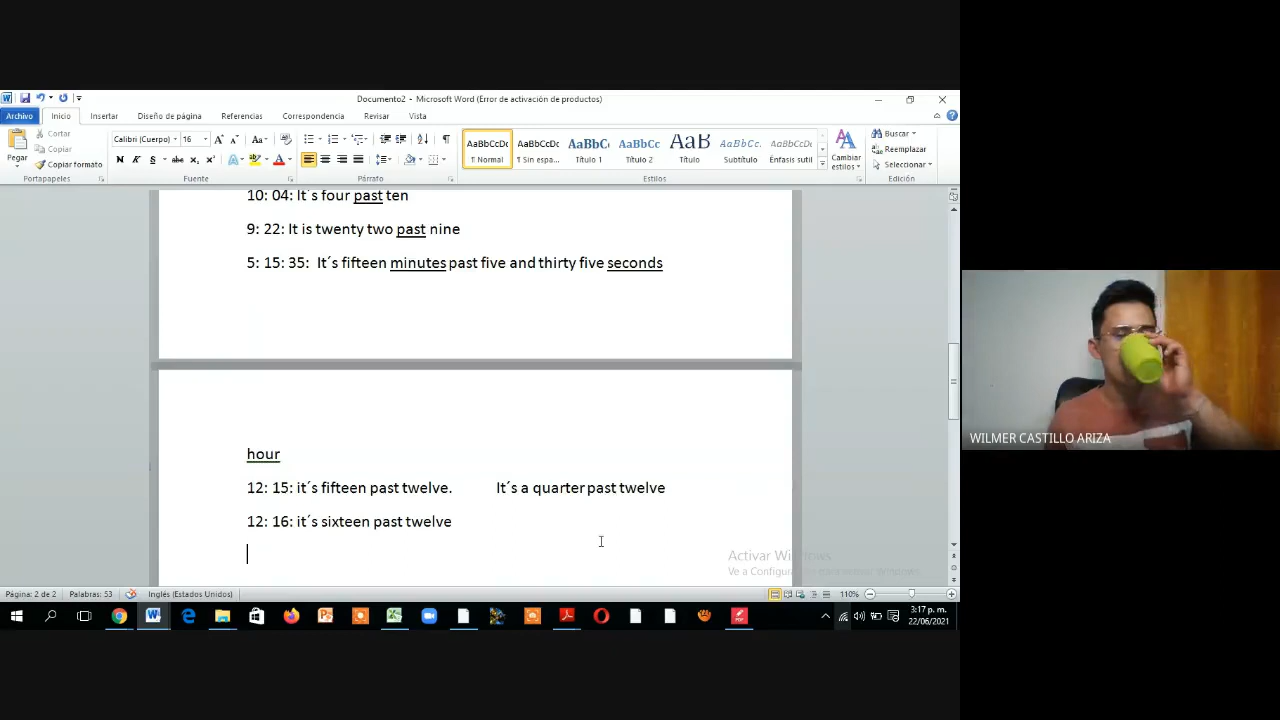 Documento2 - Microsoft Word (Error de activación de productos)
Archivo Inicio Insertar Diseño de página Referencias Correspondencia Revisar Vista
Pegar
Cortar
Copiar
Copiar formato
Portapapeles
Calibri (Cuerpo) 16
Fuente
Párrafo
AaBbCcDc AaBbCcDc AaBbC AaBbCc AaB AaBbCc. AaBbCcDc
¶ Normal ¶ Sin espa... Título 1 Título 2 Título Subtítulo Énfasis sutil
Estilos
Cambiar estilos
Buscar
Reemplazar
Seleccionar
Edición
10: 04: It´s four past ten
9: 22: It is twenty two past nine
5: 15: 35: It´s fifteen minutes past five and thirty five seconds
hour
12: 15: it´s fifteen past twelve. It´s a quarter past twelve
12: 16: it´s sixteen past twelve
Activar Windows
Ve a Configuración para activar Windows.
Página: 2 de 2 Palabras: 53 Inglés (Estados Unidos) 110%
3:17 p. m.
22/06/2021
WILMER CASTILLO ARIZA